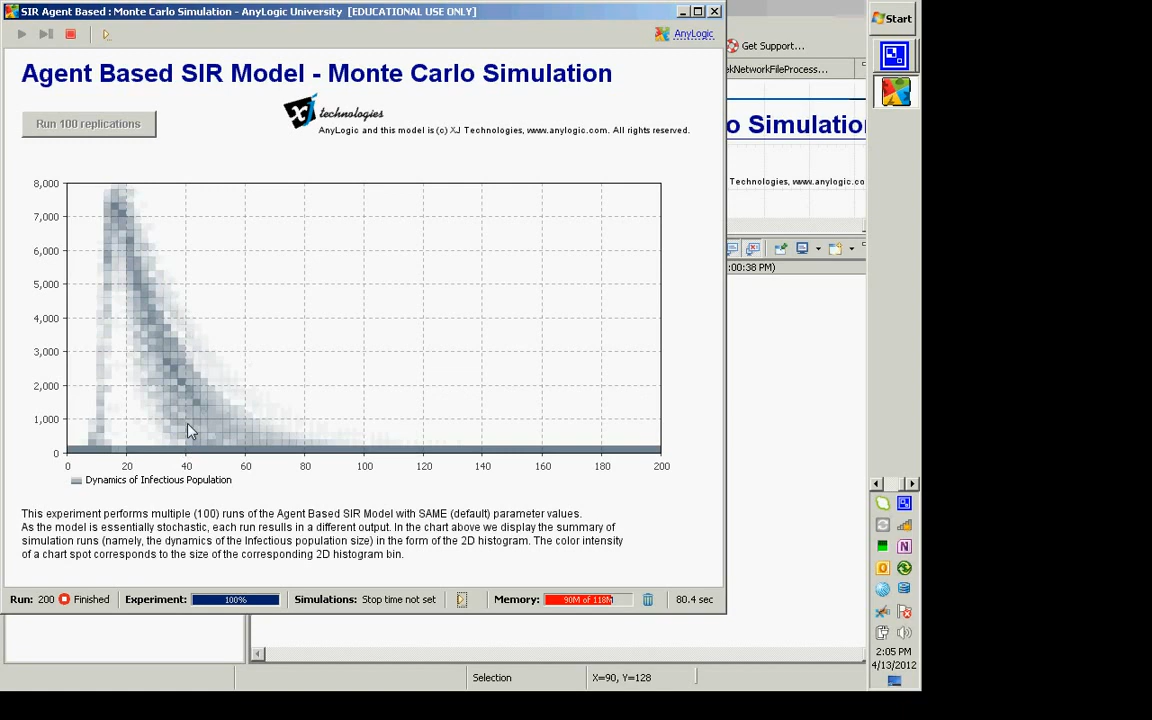 SIR Agent Based : Monte Carlo Simulation - AnyLogic University [EDUCATIONAL USE ONLY]
Start
AnyLogic
Get Support...
Agent Based SIR Model - Monte Carlo Simulation
ekNetworkFileProcess...
Run 100 replications
XJ technologies
AnyLogic and this model is (c) XJ Technologies, www.anylogic.com. All rights reserved.
o Simulation
Technologies, www.anylogic.co
:00:38 PM)
8,000
7,000
6,000
5,000
4,000
3,000
2,000
1,000
0
0 20 40 60 80 100 120 140 160 180 200
Dynamics of Infectious Population
This experiment performs multiple (100) runs of the Agent Based SIR Model with SAME (default) parameter values.
As the model is essentially stochastic, each run resulls in a different output. In the chart above we display the summary of
simulation runs (namely, the dynamics of the Infectious population size) in the form of the 2D histogram. The color intensity
of a chart spot corresponds to the size of the corresponding 2D histogram bin.
Run: 200 Finished Experiment: 100% Simulations: Stop time not set Memory: 90M of 118M 80.4 sec
Selection X=90, Y=128
2:05 PM
4/13/2012